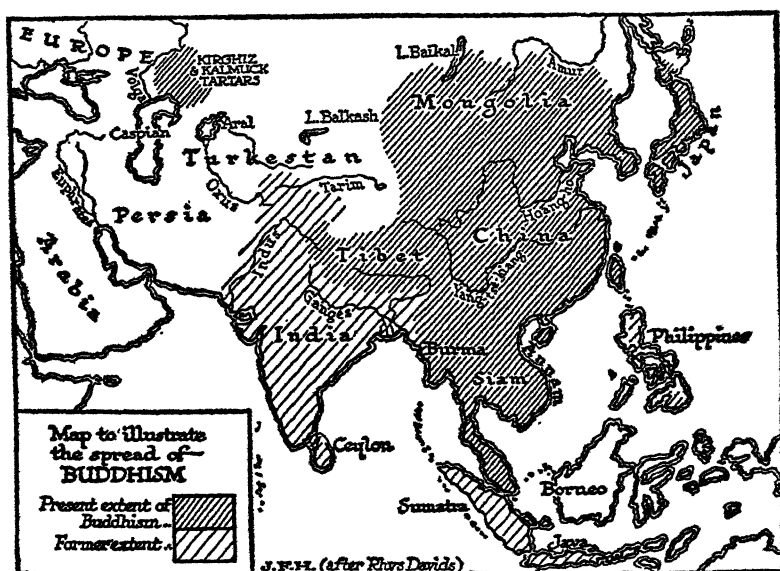 EUROPE
KIRGHIZ
& KALMUCK
TARTARS
Volga
L. Baikal
Amur
Mongolia
Caspian
Aral
L. Balkash
Turkestan
Oxus
Tarim
Japan
Persia
Arabia
Hoang ho
China
Tibet
Indus
Ganges
India
Burma
Siam
Annam
Philippines
Ceylon
Sumatra
Borneo
Java
Map to illustrate
the spread of—
BUDDHISM
Present extent of
Buddhism..
Former extent..
J.F.H. (after Rhys Davids)